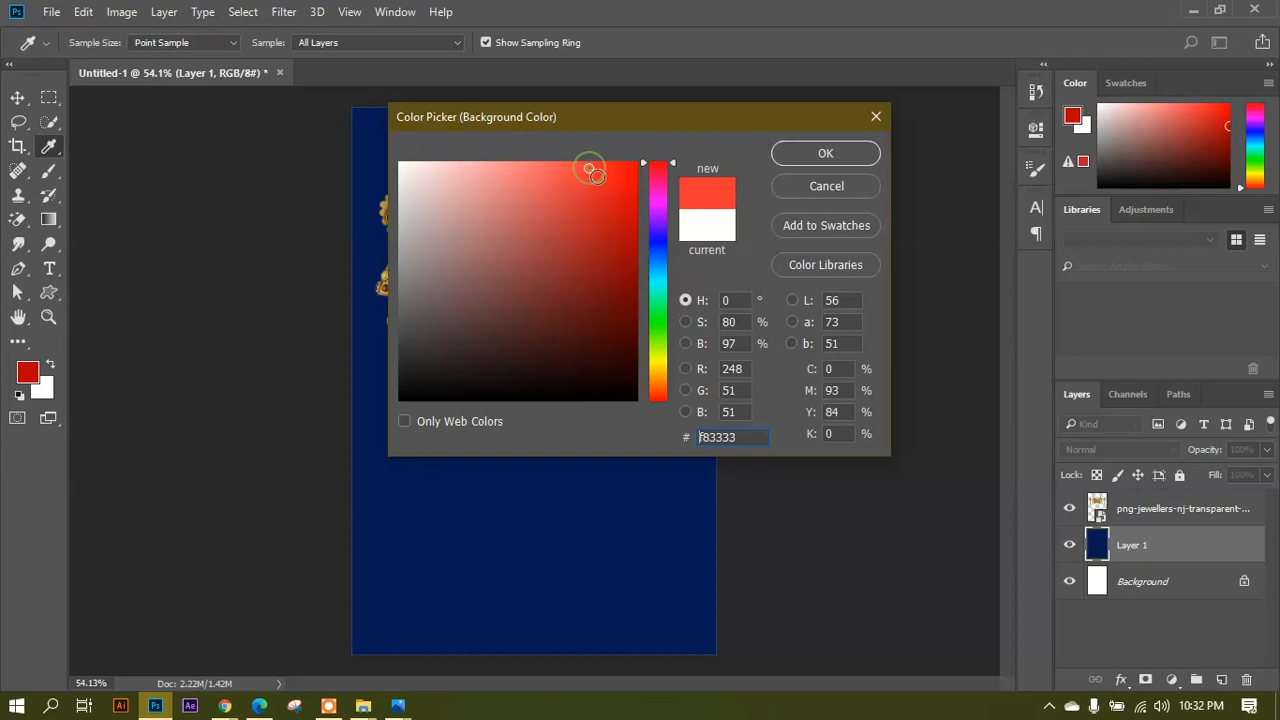 Ps File Edit Image Layer Type Select Filter 3D View Window Help
Sample Size: Point Sample Sample: All Layers Show Sampling Ring
Untitled-1 @ 54.1% (Layer 1, RGB/8#) * ×
Color Swatches
Color Picker (Background Color)
new
current
OK
Cancel
Add to Swatches
Color Libraries
H: 0 °
S: 80 %
B: 97 %
R: 248
G: 51
B: 51
# f83333
L: 56
a: 73
b: 51
C: 0 %
M: 93 %
Y: 84 %
K: 0 %
Only Web Colors
Libraries Adjustments
Layers Channels Paths
Kind
Normal Opacity: 100%
Lock: Fill: 100%
png-jewellers-nj-transparent-...
Layer 1
Background
54.13% Doc: 2.22M/1.42M
Ai Ps Ae
10:32 PM